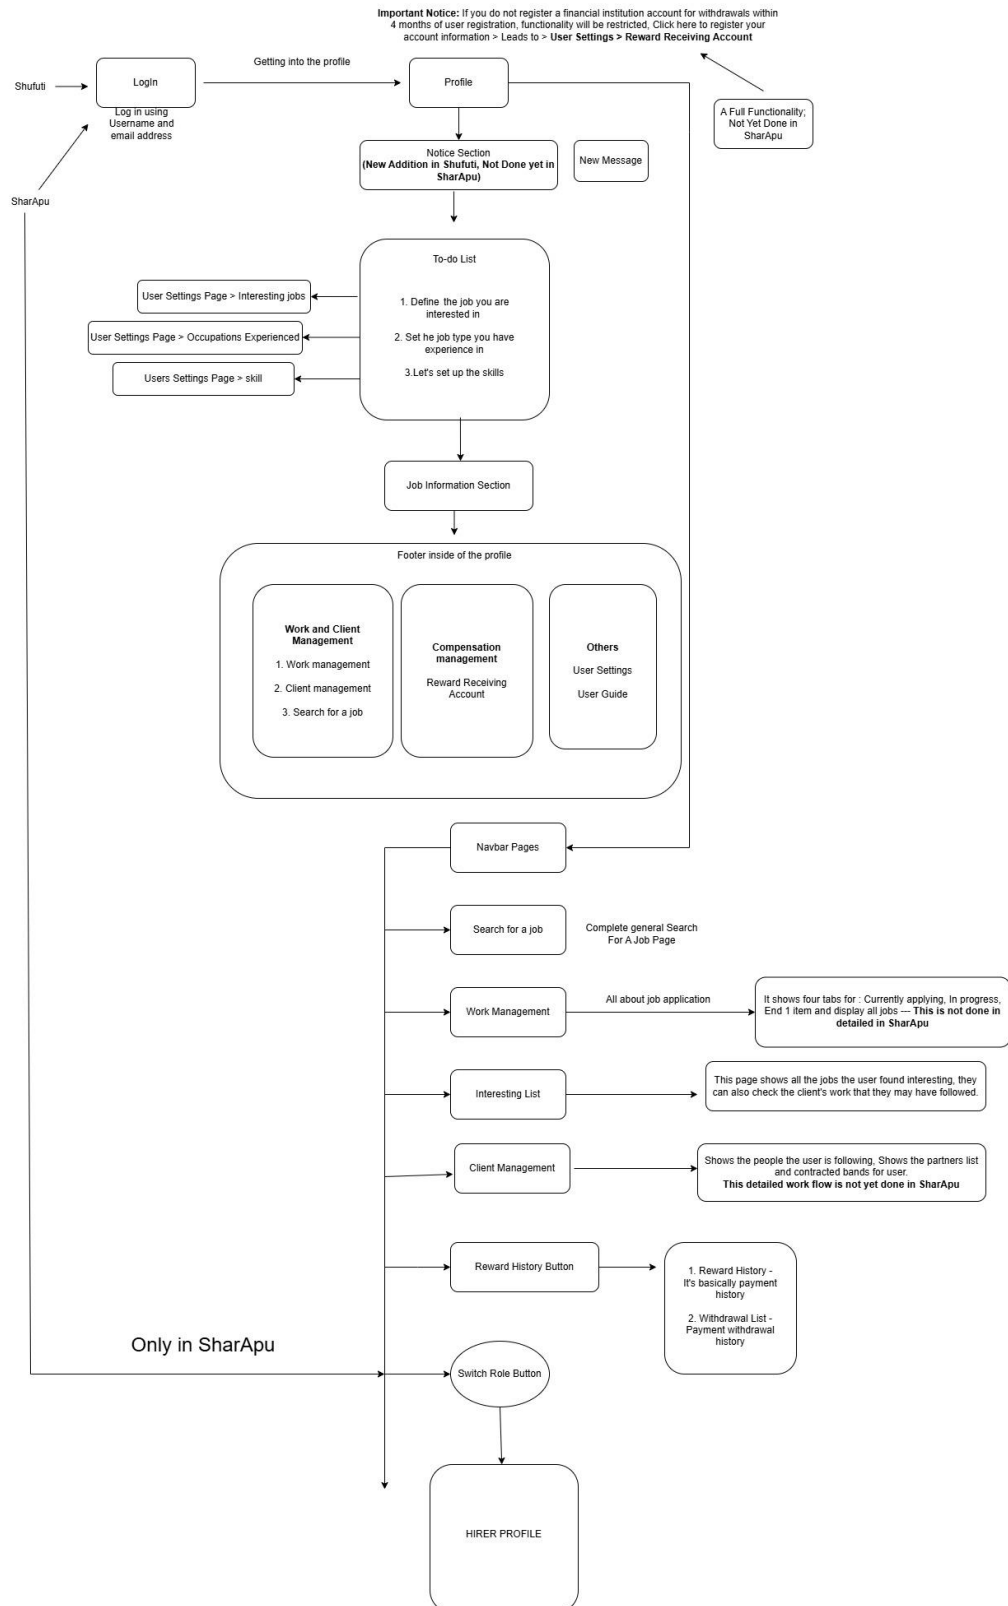 Important Notice: If you do not register a financial institution account for withdrawals within
4 months of user registration, functionality will be restricted, Click here to register your
account information > Leads to > User Settings > Reward Receiving Account
Getting into the profile
Shufuti
LogIn
Profile
Log in using
Username and
email address
A Full Functionality;
Not Yet Done in
SharApu
Notice Section
(New Addition in Shufuti, Not Done yet in
SharApu)
New Message
SharApu
To-do List
User Settings Page > Interesting jobs
1. Define the job you are
interested in
User Settings Page > Occupations Experienced
2. Set he job type you have
experience in
Users Settings Page > skill
3.Let's set up the skills
Job Information Section
Footer inside of the profile
Work and Client
Management
1. Work management
2. Client management
3. Search for a job
Compensation
management
Reward Receiving
Account
Others
User Settings
User Guide
Navbar Pages
Search for a job
Complete general Search
For A Job Page
Work Management
All about job application
It shows four tabs for : Currently applying, In progress,
End 1 item and display all jobs --- This is not done in
detailed in SharApu
Interesting List
This page shows all the jobs the user found interesting, they
can also check the client's work that they may have followed.
Client Management
Shows the people the user is following, Shows the partners list
and contracted bands for user.
This detailed work flow is not yet done in SharApu
Reward History Button
1. Reward History -
It's basically payment
history
2. Withdrawal List -
Payment withdrawal
history
Only in SharApu
Switch Role Button
HIRER PROFILE